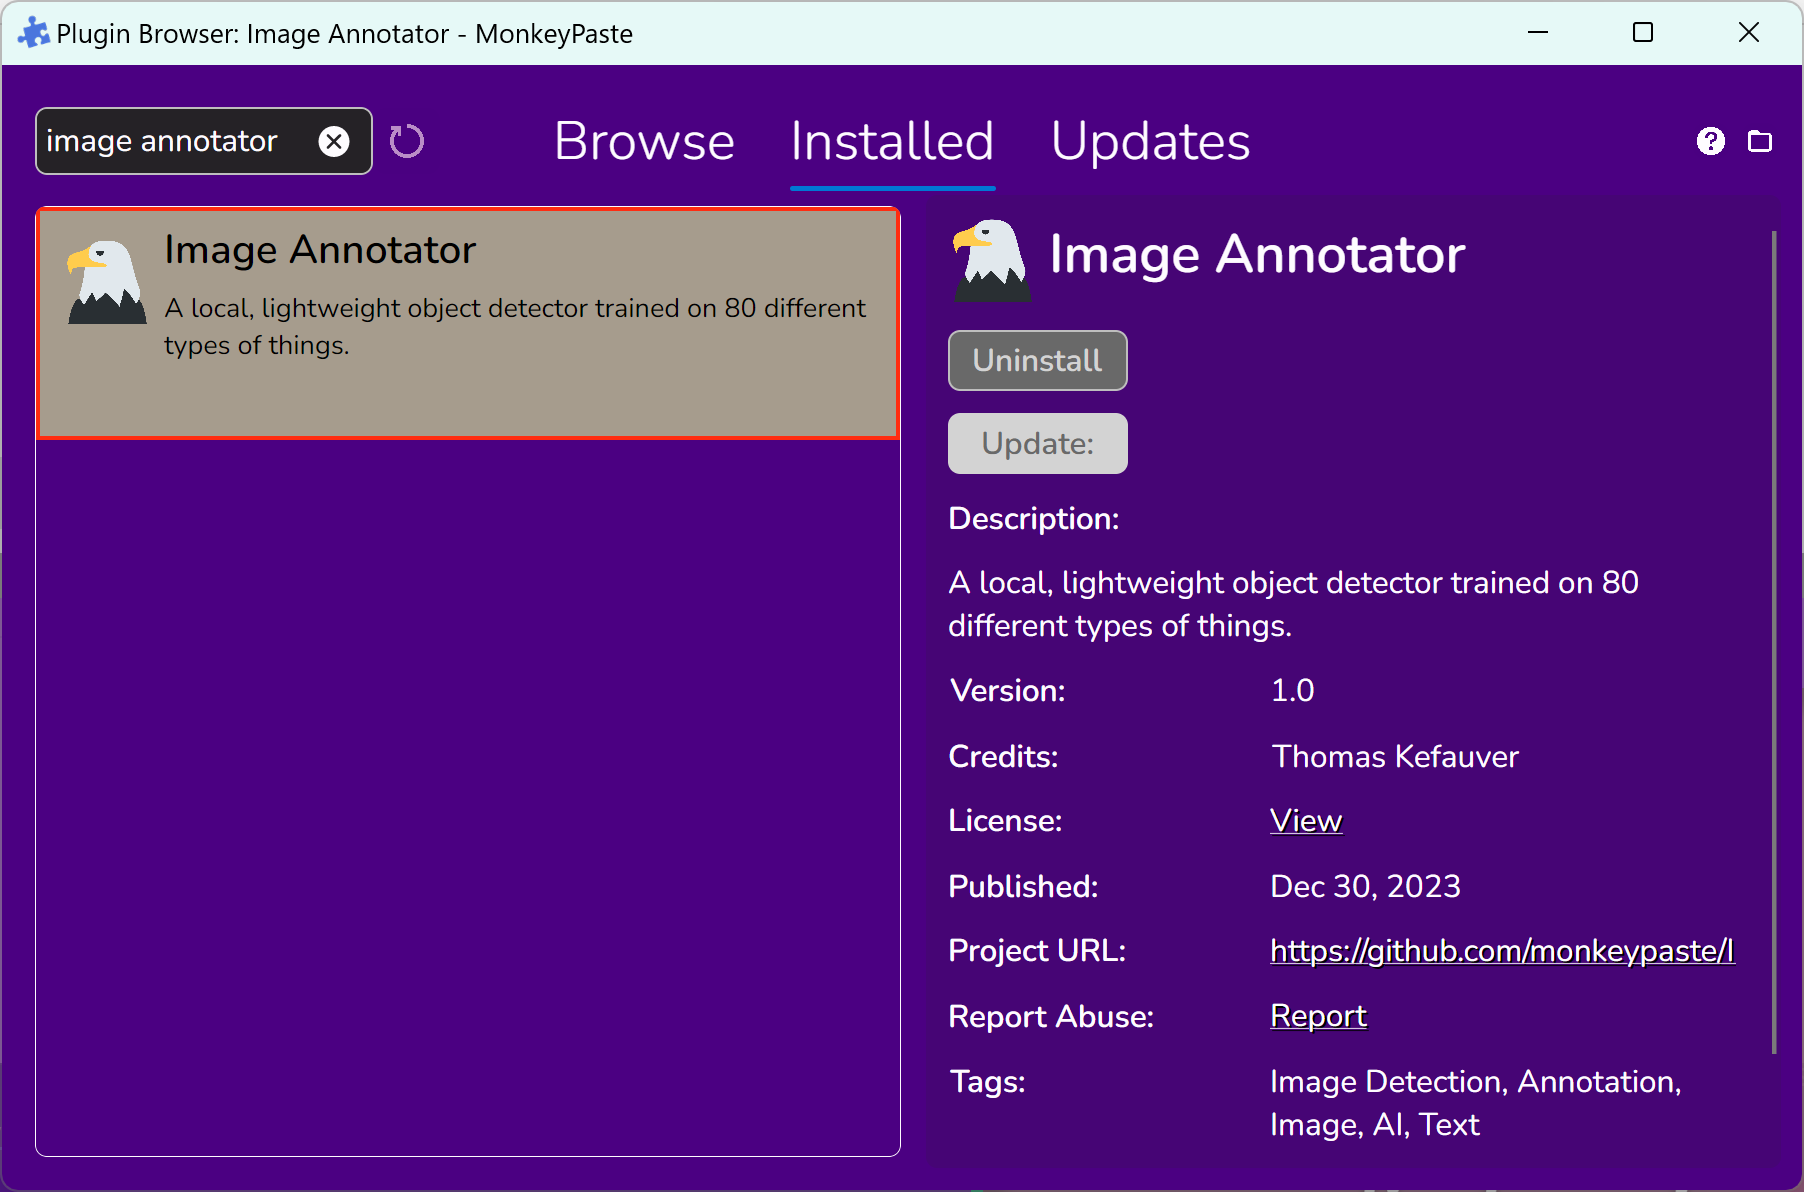 Plugin Browser: Image Annotator - MonkeyPaste
image annotator
Browse
Installed
Updates
Image Annotator
A local, lightweight object detector trained on 80 different
types of things.
Image Annotator
Uninstall
Update:
Description:
A local, lightweight object detector trained on 80
different types of things.
Version: 1.0
Credits: Thomas Kefauver
License: View
Published: Dec 30, 2023
Project URL: https://github.com/monkeypaste/I
Report Abuse: Report
Tags: Image Detection, Annotation,
Image, AI, Text